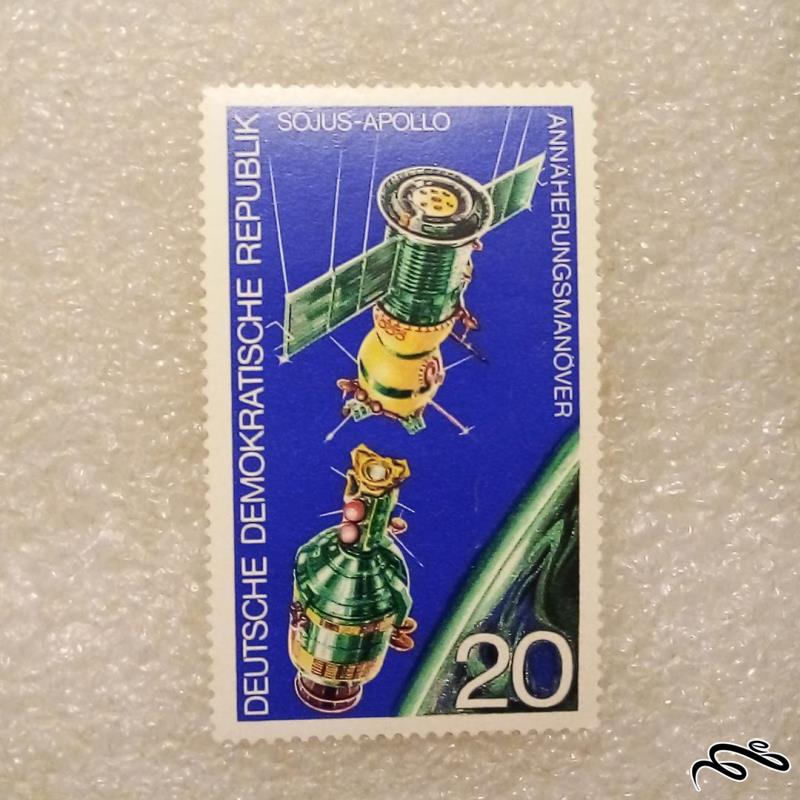 SOJUS-APOLLO
ANNÄHERUNGSMANÖVER
DEUTSCHE DEMOKRATISCHE REPUBLIK
20